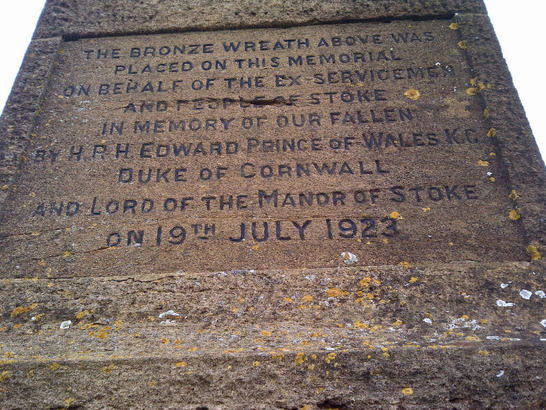 THE BRONZE WREATH ABOVE WAS
PLACED ON THIS MEMORIAL
ON BEHALF OF THE EX-SERVICEMEN
AND PEOPLE OF STOKE
IN MEMORY OF OUR FALLEN
BY H.R.H. EDWARD PRINCE OF WALES K.G.
DUKE OF CORNWALL
AND LORD OF THE MANOR OF STOKE
ON 19TH JULY 1923